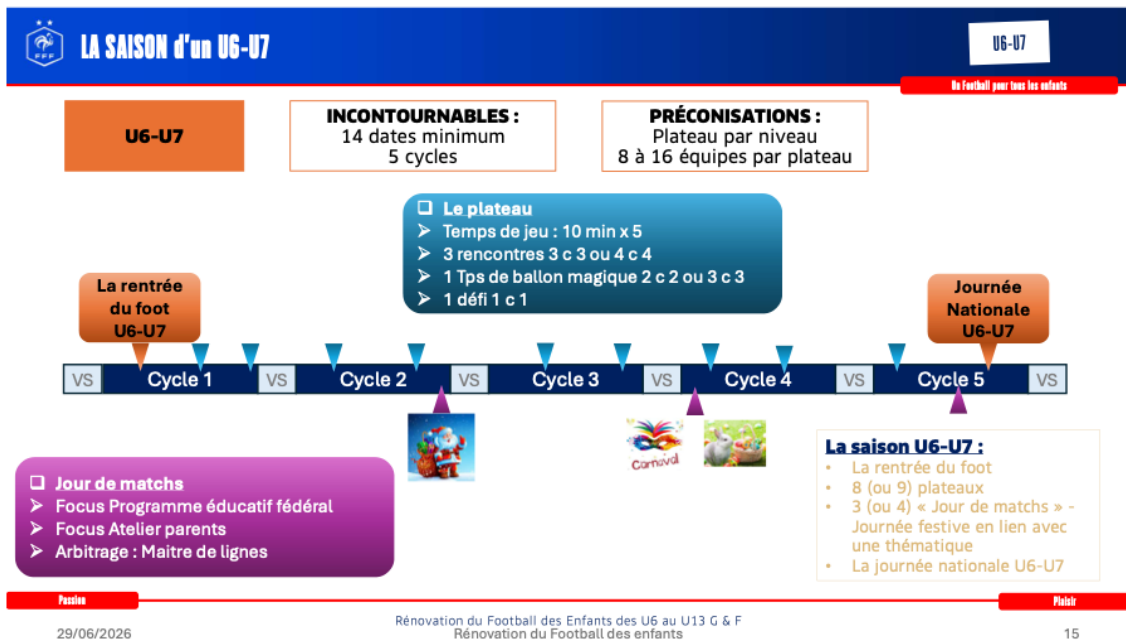 FFF
LA SAISON d'un U6-U7
U6-U7
Un Football pour tous les enfants
U6-U7
INCONTOURNABLES :
14 dates minimum
5 cycles
PRÉCONISATIONS :
Plateau par niveau
8 à 16 équipes par plateau
❑ Le plateau
➢ Temps de jeu : 10 min x 5
➢ 3 rencontres 3 c 3 ou 4 c 4
➢ 1 Tps de ballon magique 2 c 2 ou 3 c 3
➢ 1 défi 1 c 1
La rentrée
du foot
U6-U7
Journée
Nationale
U6-U7
VS Cycle 1 VS Cycle 2 VS Cycle 3 VS Cycle 4 VS Cycle 5 VS
Carnaval
❑ Jour de matchs
➢ Focus Programme éducatif fédéral
➢ Focus Atelier parents
➢ Arbitrage : Maitre de lignes
La saison U6-U7 :
• La rentrée du foot
• 8 (ou 9) plateaux
• 3 (ou 4) « Jour de matchs » -
Journée festive en lien avec
une thématique
• La journée nationale U6-U7
Passion
Plaisir
Rénovation du Football des Enfants des U6 au U13 G & F
29/06/2026
Rénovation du Football des enfants
15